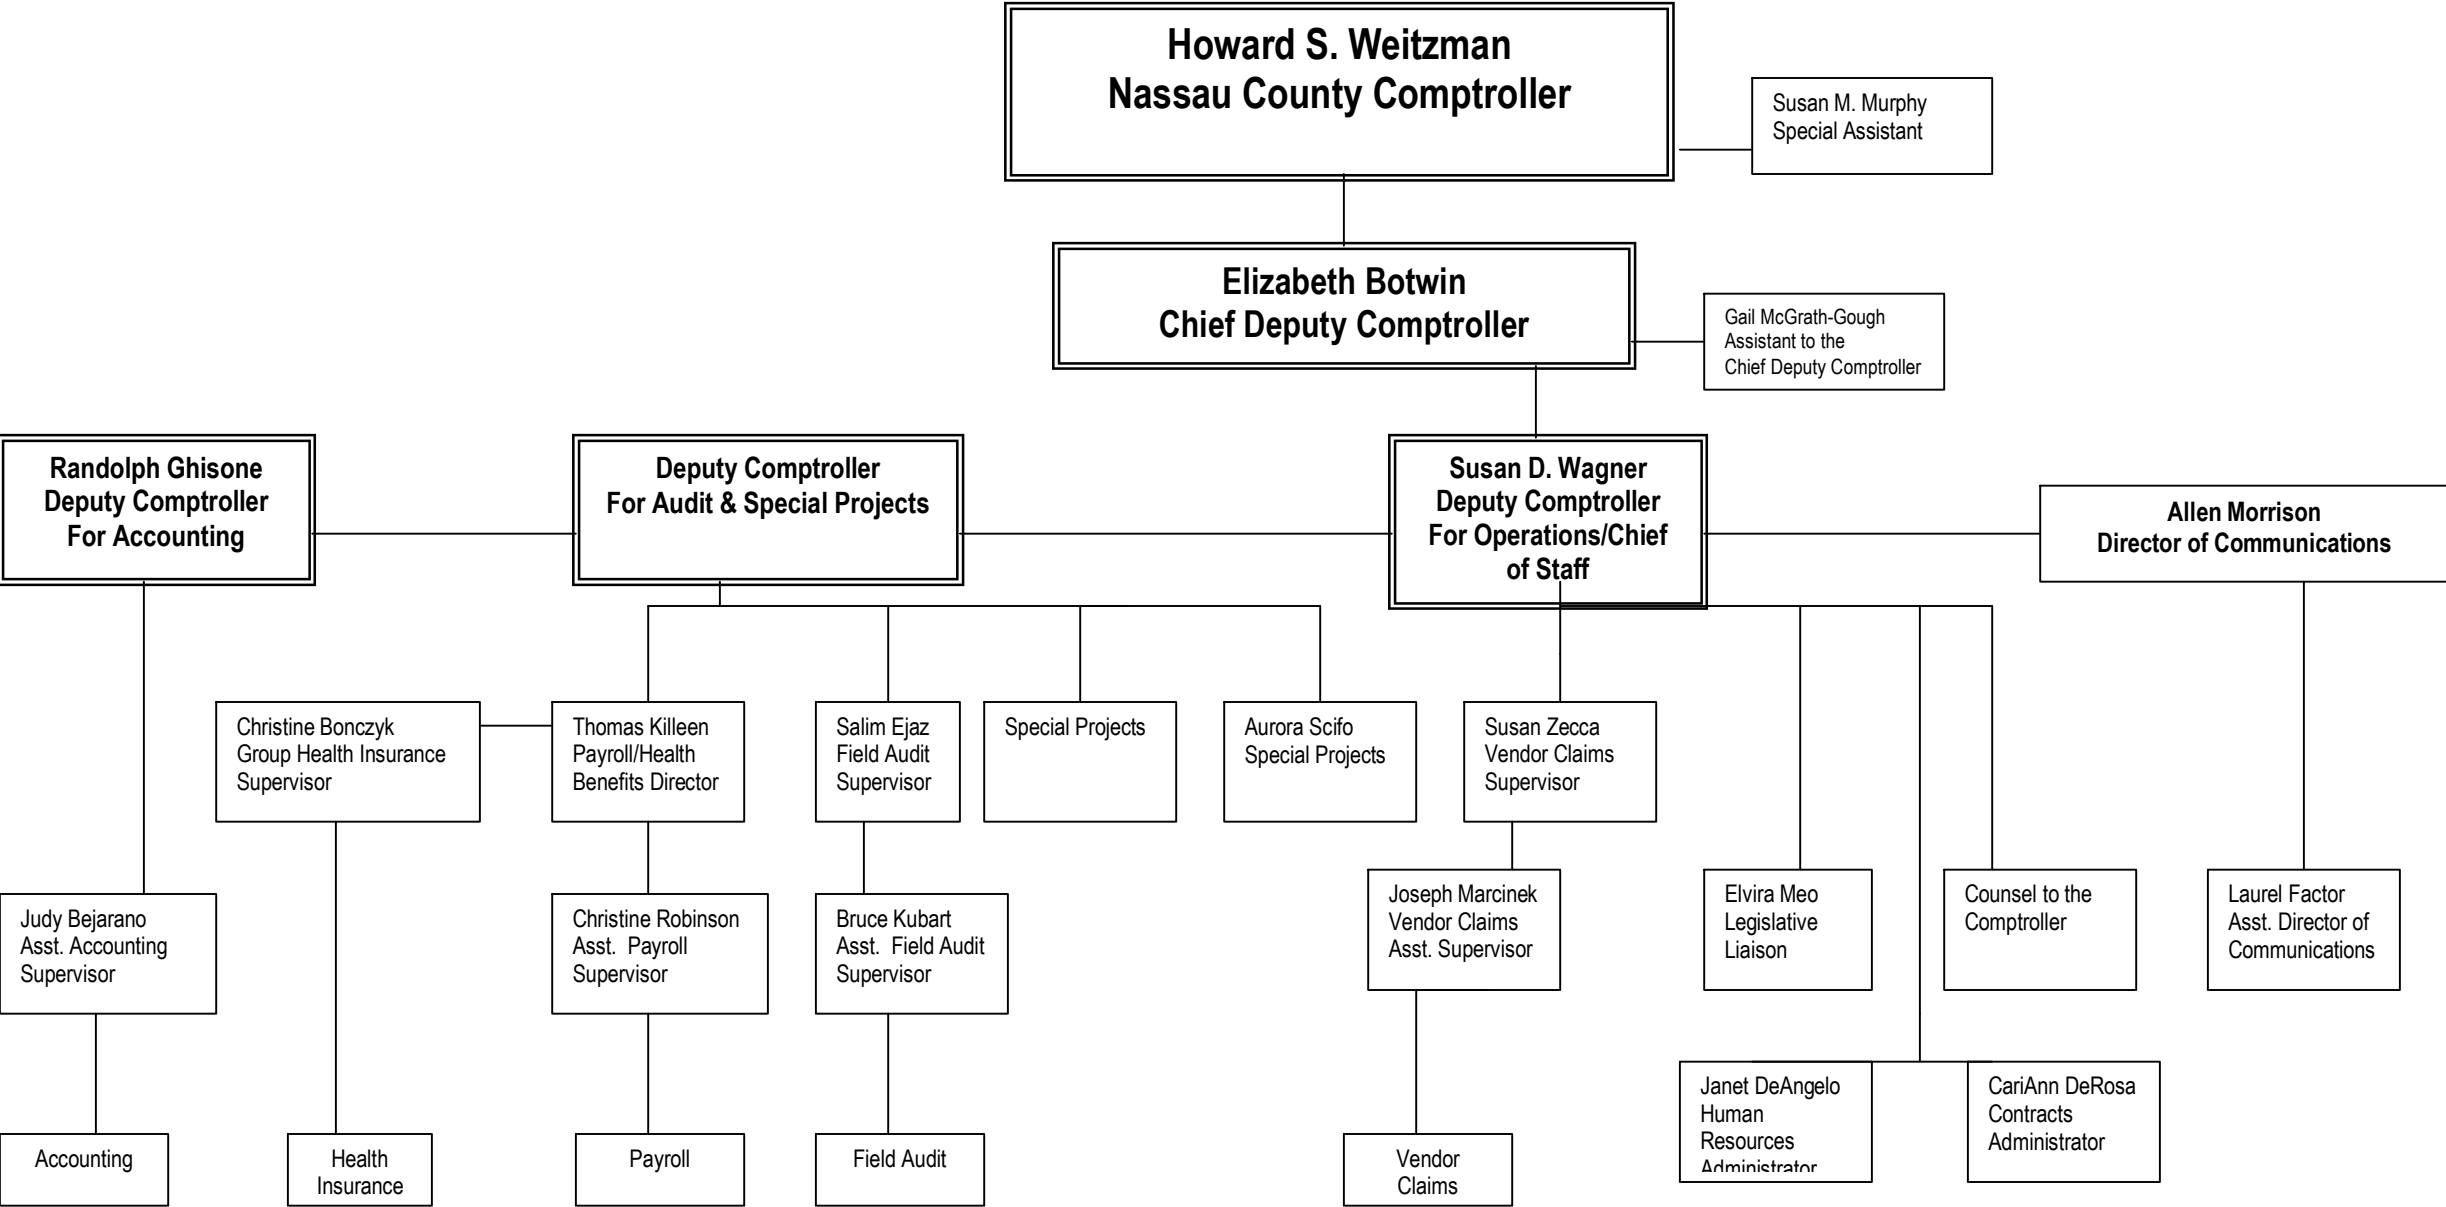 Howard S. Weitzman
Nassau County Comptroller
Susan M. Murphy
Special Assistant
Elizabeth Botwin
Chief Deputy Comptroller
Gail McGrath-Gough
Assistant to the
Chief Deputy Comptroller
Randolph Ghisone
Deputy Comptroller
For Accounting
Deputy Comptroller
For Audit & Special Projects
Susan D. Wagner
Deputy Comptroller
For Operations/Chief
of Staff
Allen Morrison
Director of Communications
Christine Bonczyk
Group Health Insurance
Supervisor
Thomas Killeen
Payroll/Health
Benefits Director
Salim Ejaz
Field Audit
Supervisor
Special Projects
Aurora Scifo
Special Projects
Susan Zecca
Vendor Claims
Supervisor
Judy Bejarano
Asst. Accounting
Supervisor
Christine Robinson
Asst.  Payroll
Supervisor
Bruce Kubart
Asst.  Field Audit
Supervisor
Joseph Marcinek
Vendor Claims
Asst. Supervisor
Elvira Meo
Legislative
Liaison
Counsel to the
Comptroller
Laurel Factor
Asst. Director of
Communications
Janet DeAngelo
Human
Resources
Administrator
CariAnn DeRosa
Contracts
Administrator
Accounting
Health
Insurance
Payroll
Field Audit
Vendor
Claims